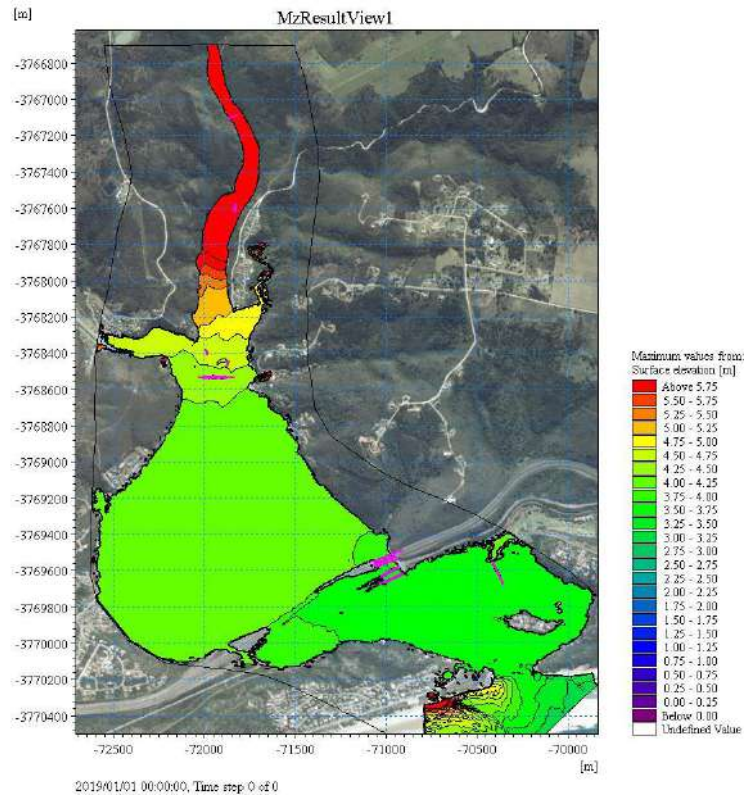 [m]
MzResultView1
-3766800
-3767000
-3767200
-3767400
-3767600
-3767800
-3768000
-3768200
-3768400
-3768600
-3768800
-3769000
-3769200
-3769400
-3769600
-3769800
-3770000
-3770200
-3770400
-72500
-72000
-71500
-71000
-70500
-70000
[m]
2019/01/01 00:00:00, Time step 0 of 0
Maximum values from:
Surface elevation [m]
Above 5.75
5.50 - 5.75
5.25 - 5.50
5.00 - 5.25
4.75 - 5.00
4.50 - 4.75
4.25 - 4.50
4.00 - 4.25
3.75 - 4.00
3.50 - 3.75
3.25 - 3.50
3.00 - 3.25
2.75 - 3.00
2.50 - 2.75
2.25 - 2.50
2.00 - 2.25
1.75 - 2.00
1.50 - 1.75
1.25 - 1.50
1.00 - 1.25
0.75 - 1.00
0.50 - 0.75
0.25 - 0.50
0.00 - 0.25
Below 0.00
Undefined Value